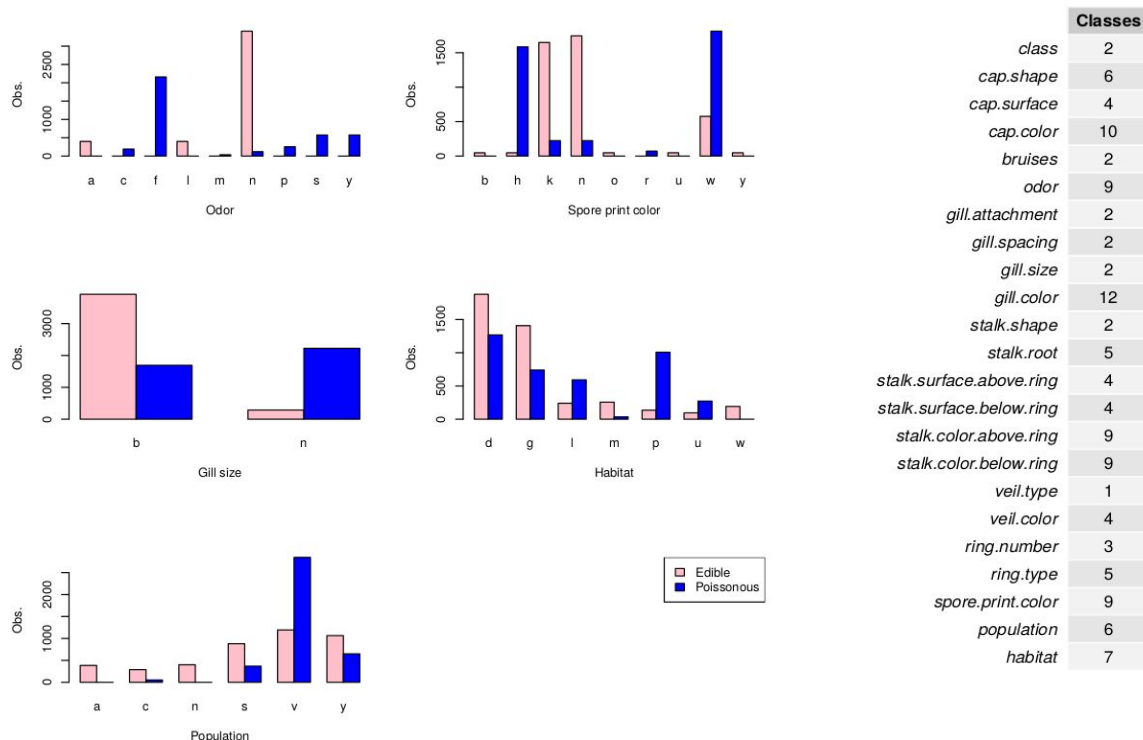 Obs.
0 1000 2500
a c f l m n p s y
Odor
Obs.
0 500 1500
b h k n o r u w y
Spore print color
Obs.
0 1000 3000
b n
Gill size
Obs.
0 500 1500
d g l m p u w
Habitat
Obs.
0 1000 2000
a c n s v y
Population
Edible
Poissonous
Classes
class 2
cap.shape 6
cap.surface 4
cap.color 10
bruises 2
odor 9
gill.attachment 2
gill.spacing 2
gill.size 2
gill.color 12
stalk.shape 2
stalk.root 5
stalk.surface.above.ring 4
stalk.surface.below.ring 4
stalk.color.above.ring 9
stalk.color.below.ring 9
veil.type 1
veil.color 4
ring.number 3
ring.type 5
spore.print.color 9
population 6
habitat 7